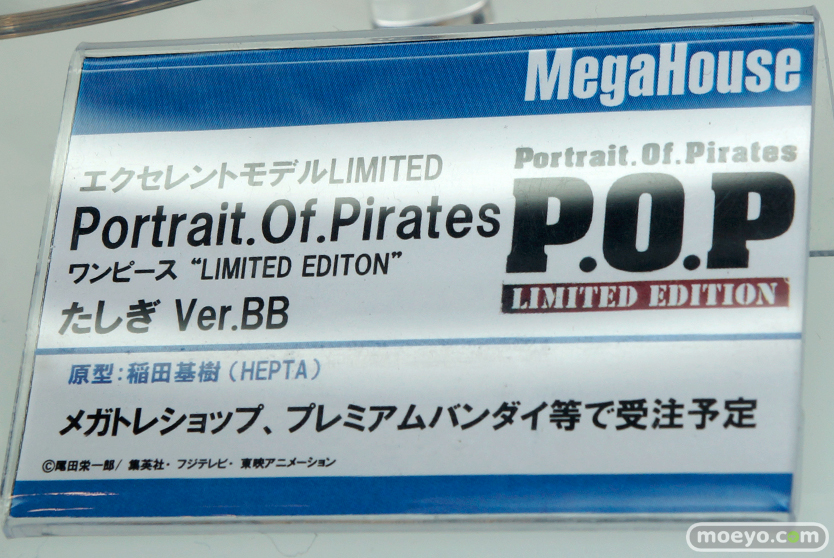 MegaHouse
エクセレントモデルLIMITED
Portrait.Of.Pirates
ワンピース “LIMITED EDITON”
たしぎ Ver.BB
Portrait.Of.Pirates
P.O.P
LIMITED EDITION
原型:稲田基樹(HEPTA)
メガトレショップ、プレミアムバンダイ等で受注予定
©尾田栄一郎/ 集英社・フジテレビ・東映アニメーション
moeyo.com